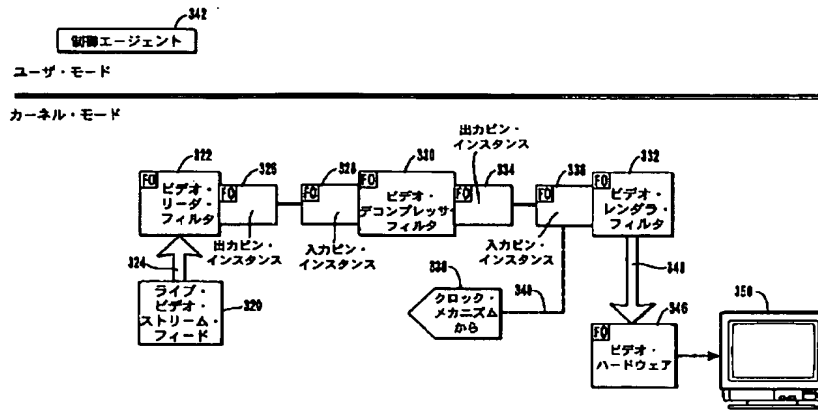 342
制御エージェント
ユーザ・モード
カーネル・モード
322
FO
ビデオ・
リーダ・
フィルタ
FO
出力ピン・
インスタンス
328
FO
入力ピン・
インスタンス
330
FO
ビデオ・
デコンプレッサ・
フィルタ
出力ピン・
インスタンス
334
FO
FO
入力ピン・
インスタンス
332
FO
ビデオ・
レンダラ・
フィルタ
324
ライブ・
ビデオ・
ストリーム・
フィード
320
クロック・
メカニズム
から
346
FO
ビデオ・
ハードウェア
350